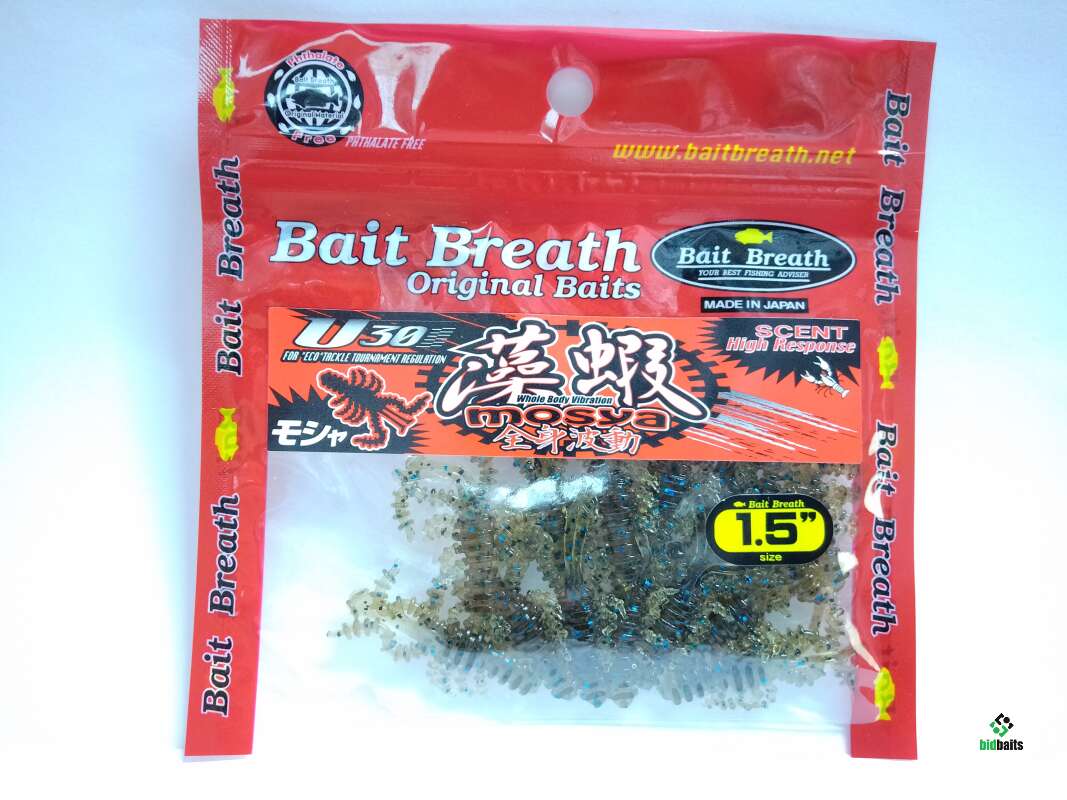 Phthalate
Bait Breath
Original Material
Free
PHTHALATE FREE
www.baitbreath.net
Bait Breath
Original Baits
Bait Breath
YOUR BEST FISHING ADVISER
MADE IN JAPAN
U30
FOR "ECO" TACKLE TOURNAMENT REGULATION
藻蝦
Whole Body Vibration
mosya
全身波動
モシャ
SCENT
High Response
Bait Breath
1.5”
size
Bait Breath
Bait Breath
Bait Breath
Bait Breath
bidbaits